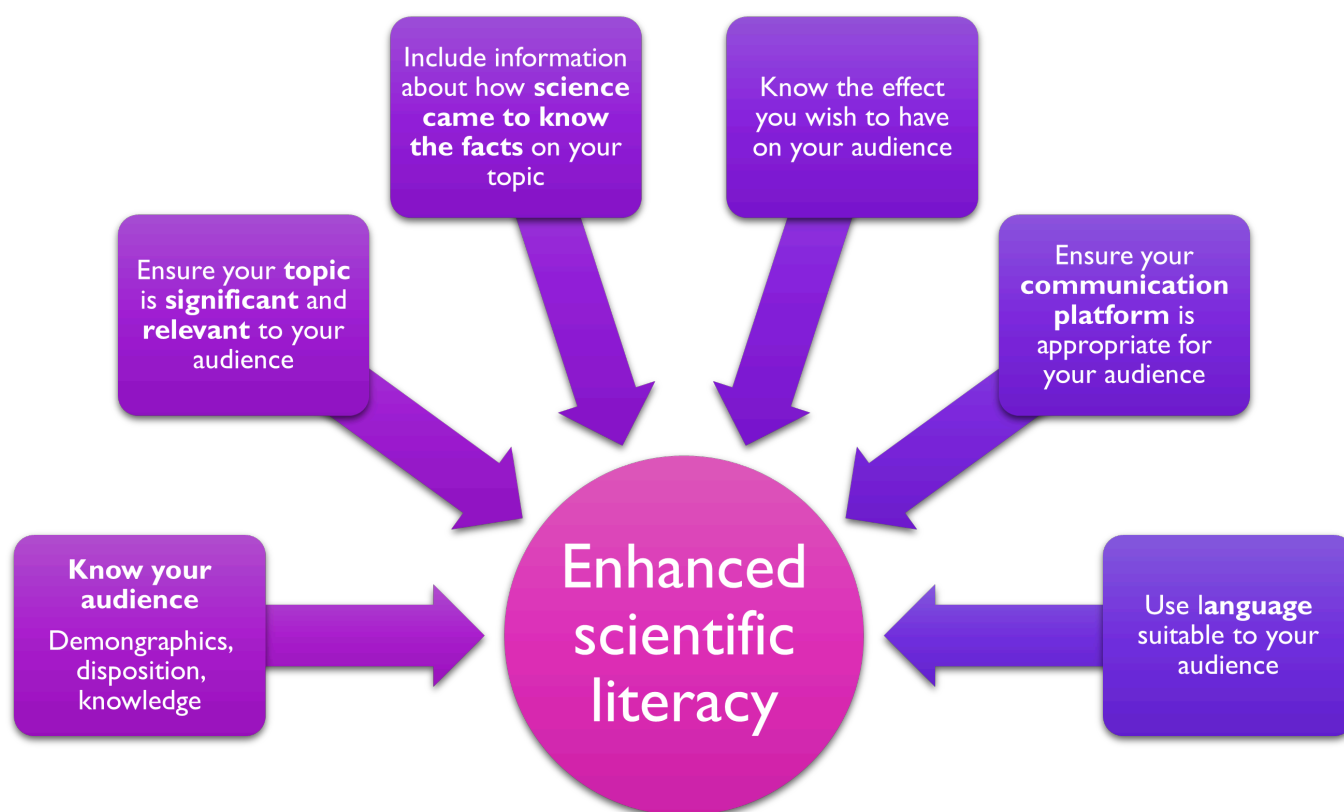 Know your
audience
Demongraphics,
disposition,
knowledge
Ensure your topic
is significant and
relevant to your
audience
Include information
about how science
came to know
the facts on your
topic
Know the effect
you wish to have
on your audience
Ensure your
communication
platform is
appropriate for
your audience
Use language
suitable to your
audience
Enhanced
scientific
literacy